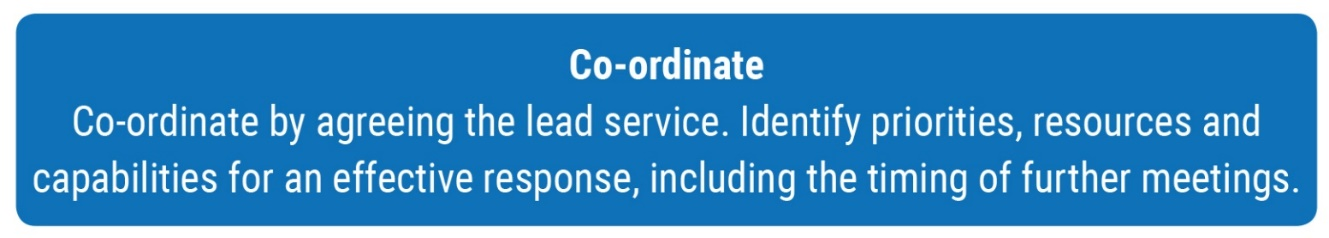 Co-ordinate
Co-ordinate by agreeing the lead service. Identify priorities, resources and
capabilities for an effective response, including the timing of further meetings.